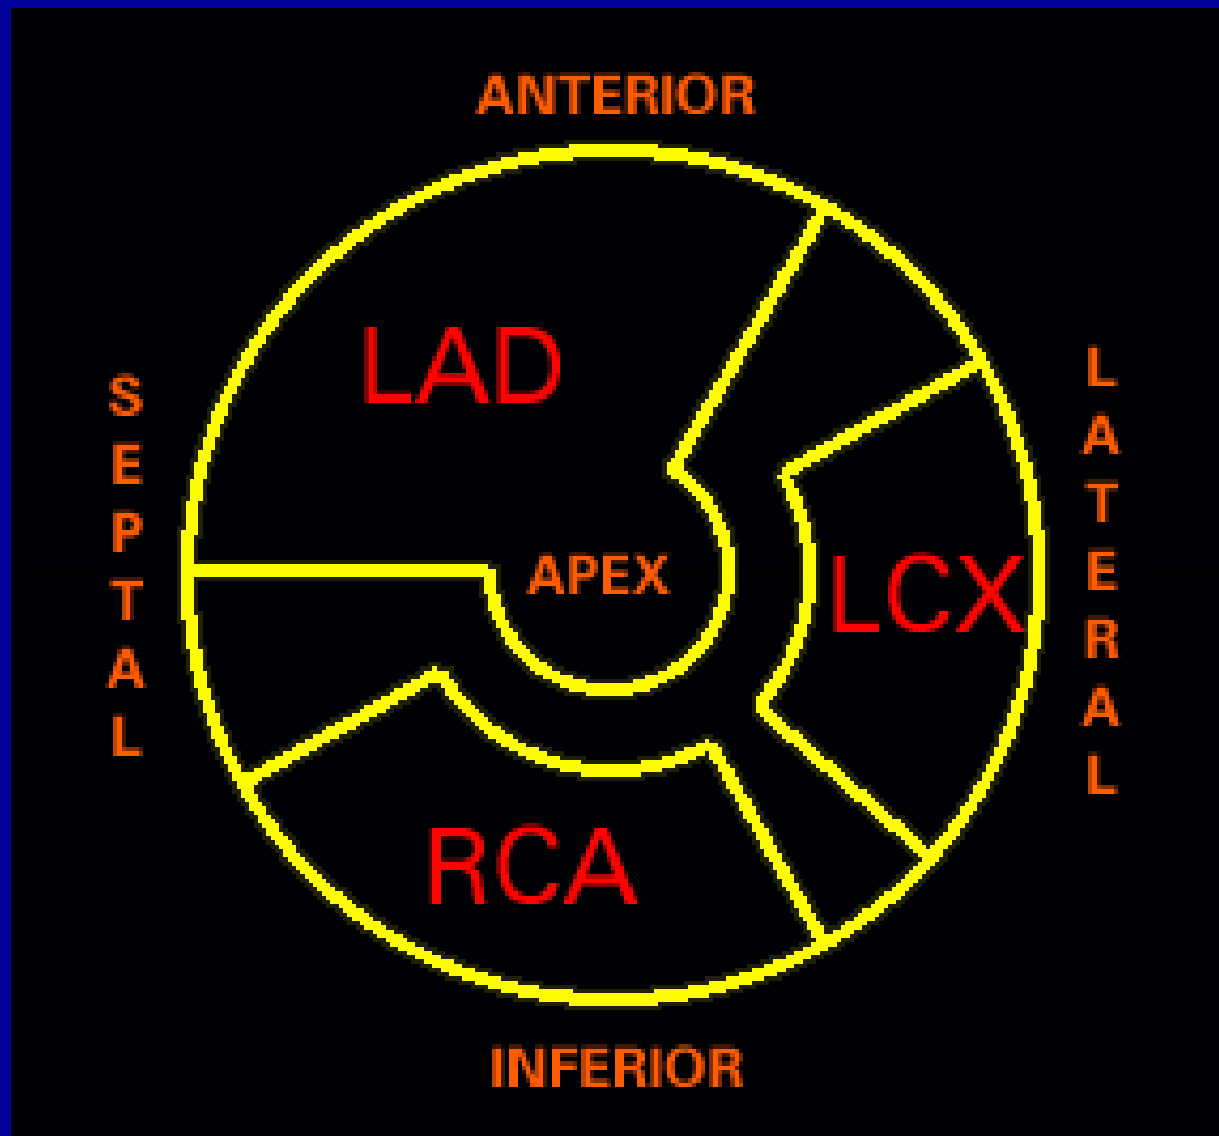 ANTERIOR
SEPTAL
LAD
LATERAL
APEX
LCX
RCA
INFERIOR